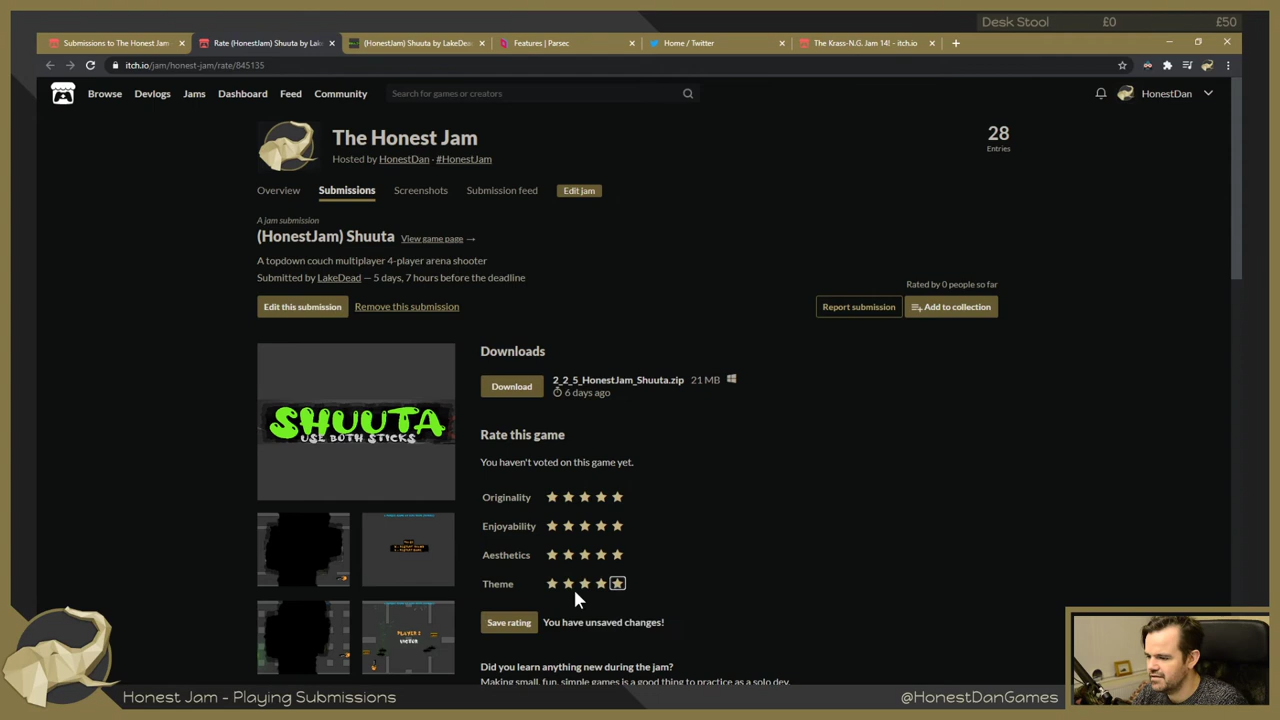 Desk Stool £0 £50
Submissions to The Honest Jam
Rate (HonestJam) Shuuta by Lake
(HonestJam) Shuuta by LakeDea
Features | Parsec
Home / Twitter
The Krass-N.G. Jam 14! - itch.io
itch.io/jam/honest-jam/rate/845135
Browse Devlogs Jams Dashboard Feed Community
Search for games or creators
HonestDan
The Honest Jam
Hosted by HonestDan · #HonestJam
28
Entries
Overview Submissions Screenshots Submission feed Edit jam
A jam submission
(HonestJam) Shuuta View game page →
A topdown couch multiplayer 4-player arena shooter
Submitted by LakeDead — 5 days, 7 hours before the deadline
Rated by 0 people so far
Edit this submission Remove this submission
Report submission Add to collection
SHUUTA
USE BOTH STICKS
Downloads
Download 2_2_5_HonestJam_Shuuta.zip 21 MB
6 days ago
Rate this game
You haven't voted on this game yet.
Originality
Enjoyability
Aesthetics
Theme
Save rating You have unsaved changes!
PLAYER 2
Did you learn anything new during the jam?
Making small, fun, simple games is a good thing to practice as a solo dev.
Honest Jam - Playing Submissions
@HonestDanGames